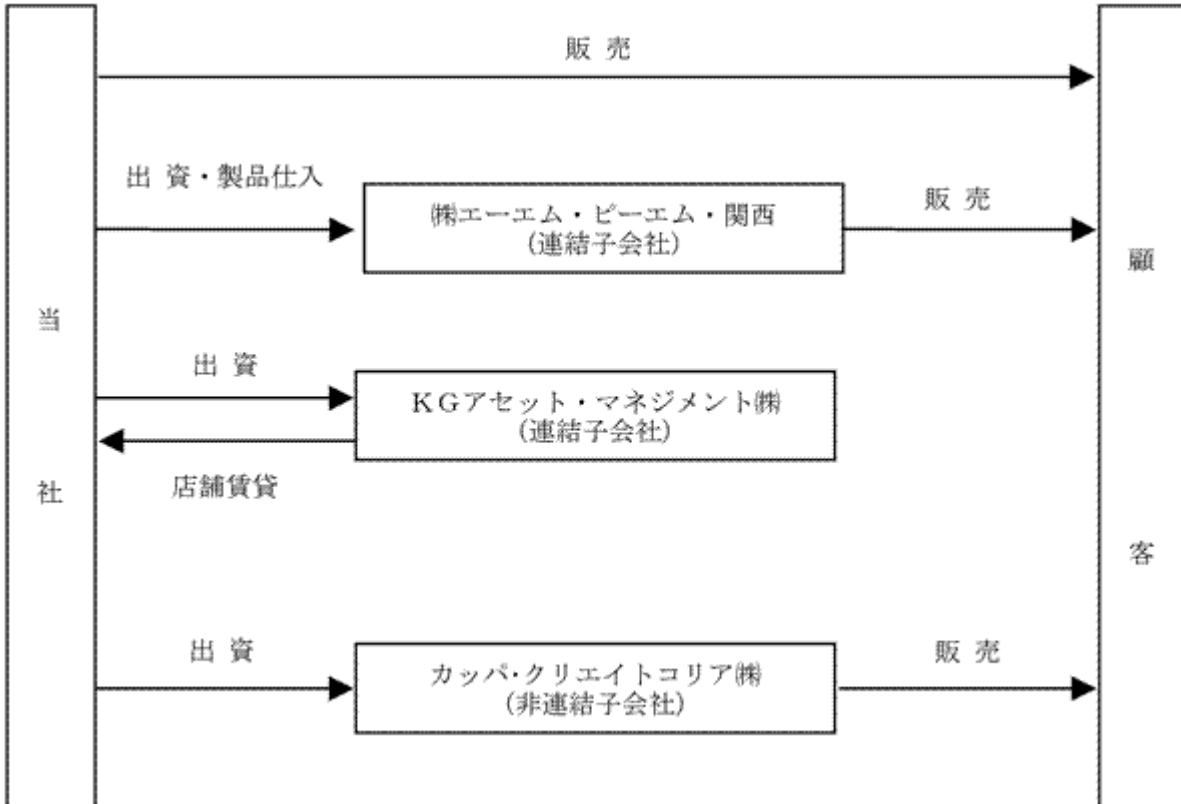 販 売
出 資・製品仕入
㈱エーエム・ピーエム・関西
(連結子会社)
販 売
当 社
顧 客
出 資
ＫＧアセット・マネジメント㈱
(連結子会社)
店舗賃貸
出 資
カッパ・クリエイトコリア㈱
(非連結子会社)
販 売